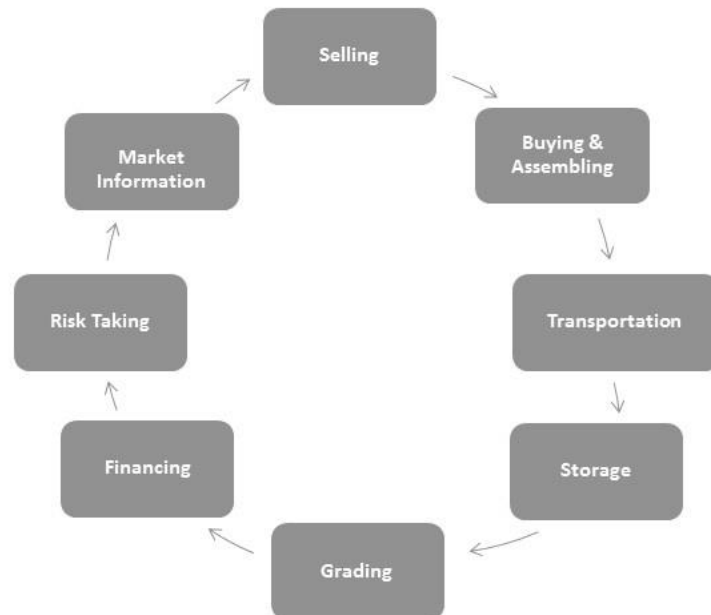 Selling
Buying &
Assembling
Transportation
Storage
Grading
Financing
Risk Taking
Market
Information